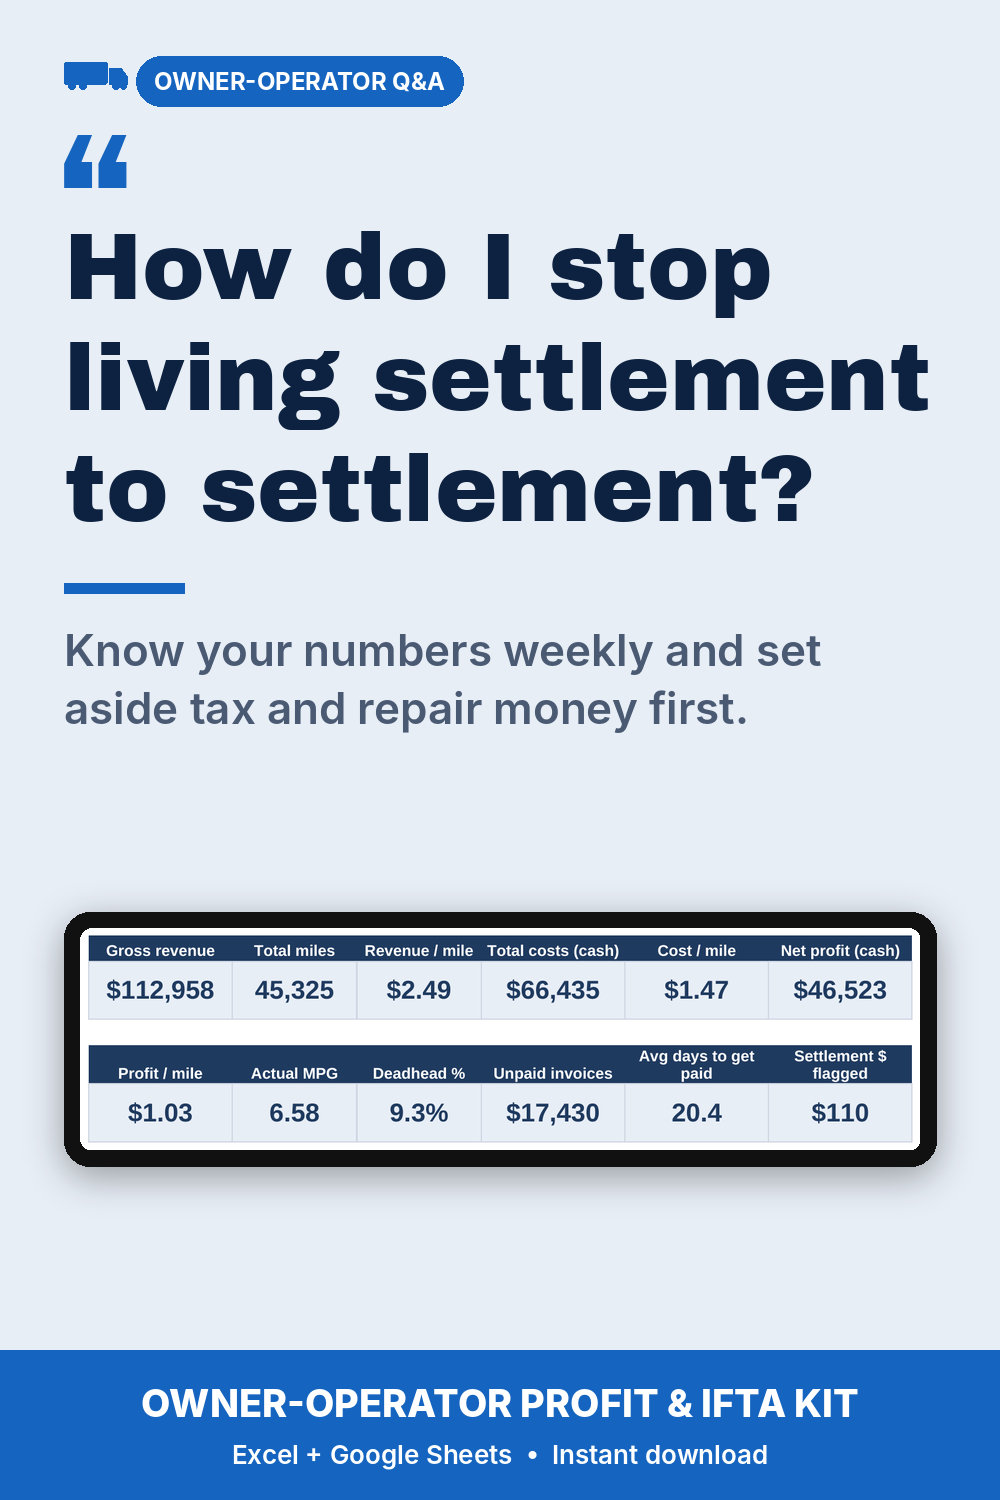 OWNER-OPERATOR Q&A
“
How do I stop
living settlement
to settlement?
Know your numbers weekly and set
aside tax and repair money first.
Gross revenue Total miles Revenue / mile Total costs (cash) Cost / mile Net profit (cash)
$112,958 45,325 $2.49 $66,435 $1.47 $46,523
Profit / mile Actual MPG Deadhead % Unpaid invoices Avg days to get paid Settlement $ flagged
$1.03 6.58 9.3% $17,430 20.4 $110
OWNER-OPERATOR PROFIT & IFTA KIT
Excel + Google Sheets • Instant download